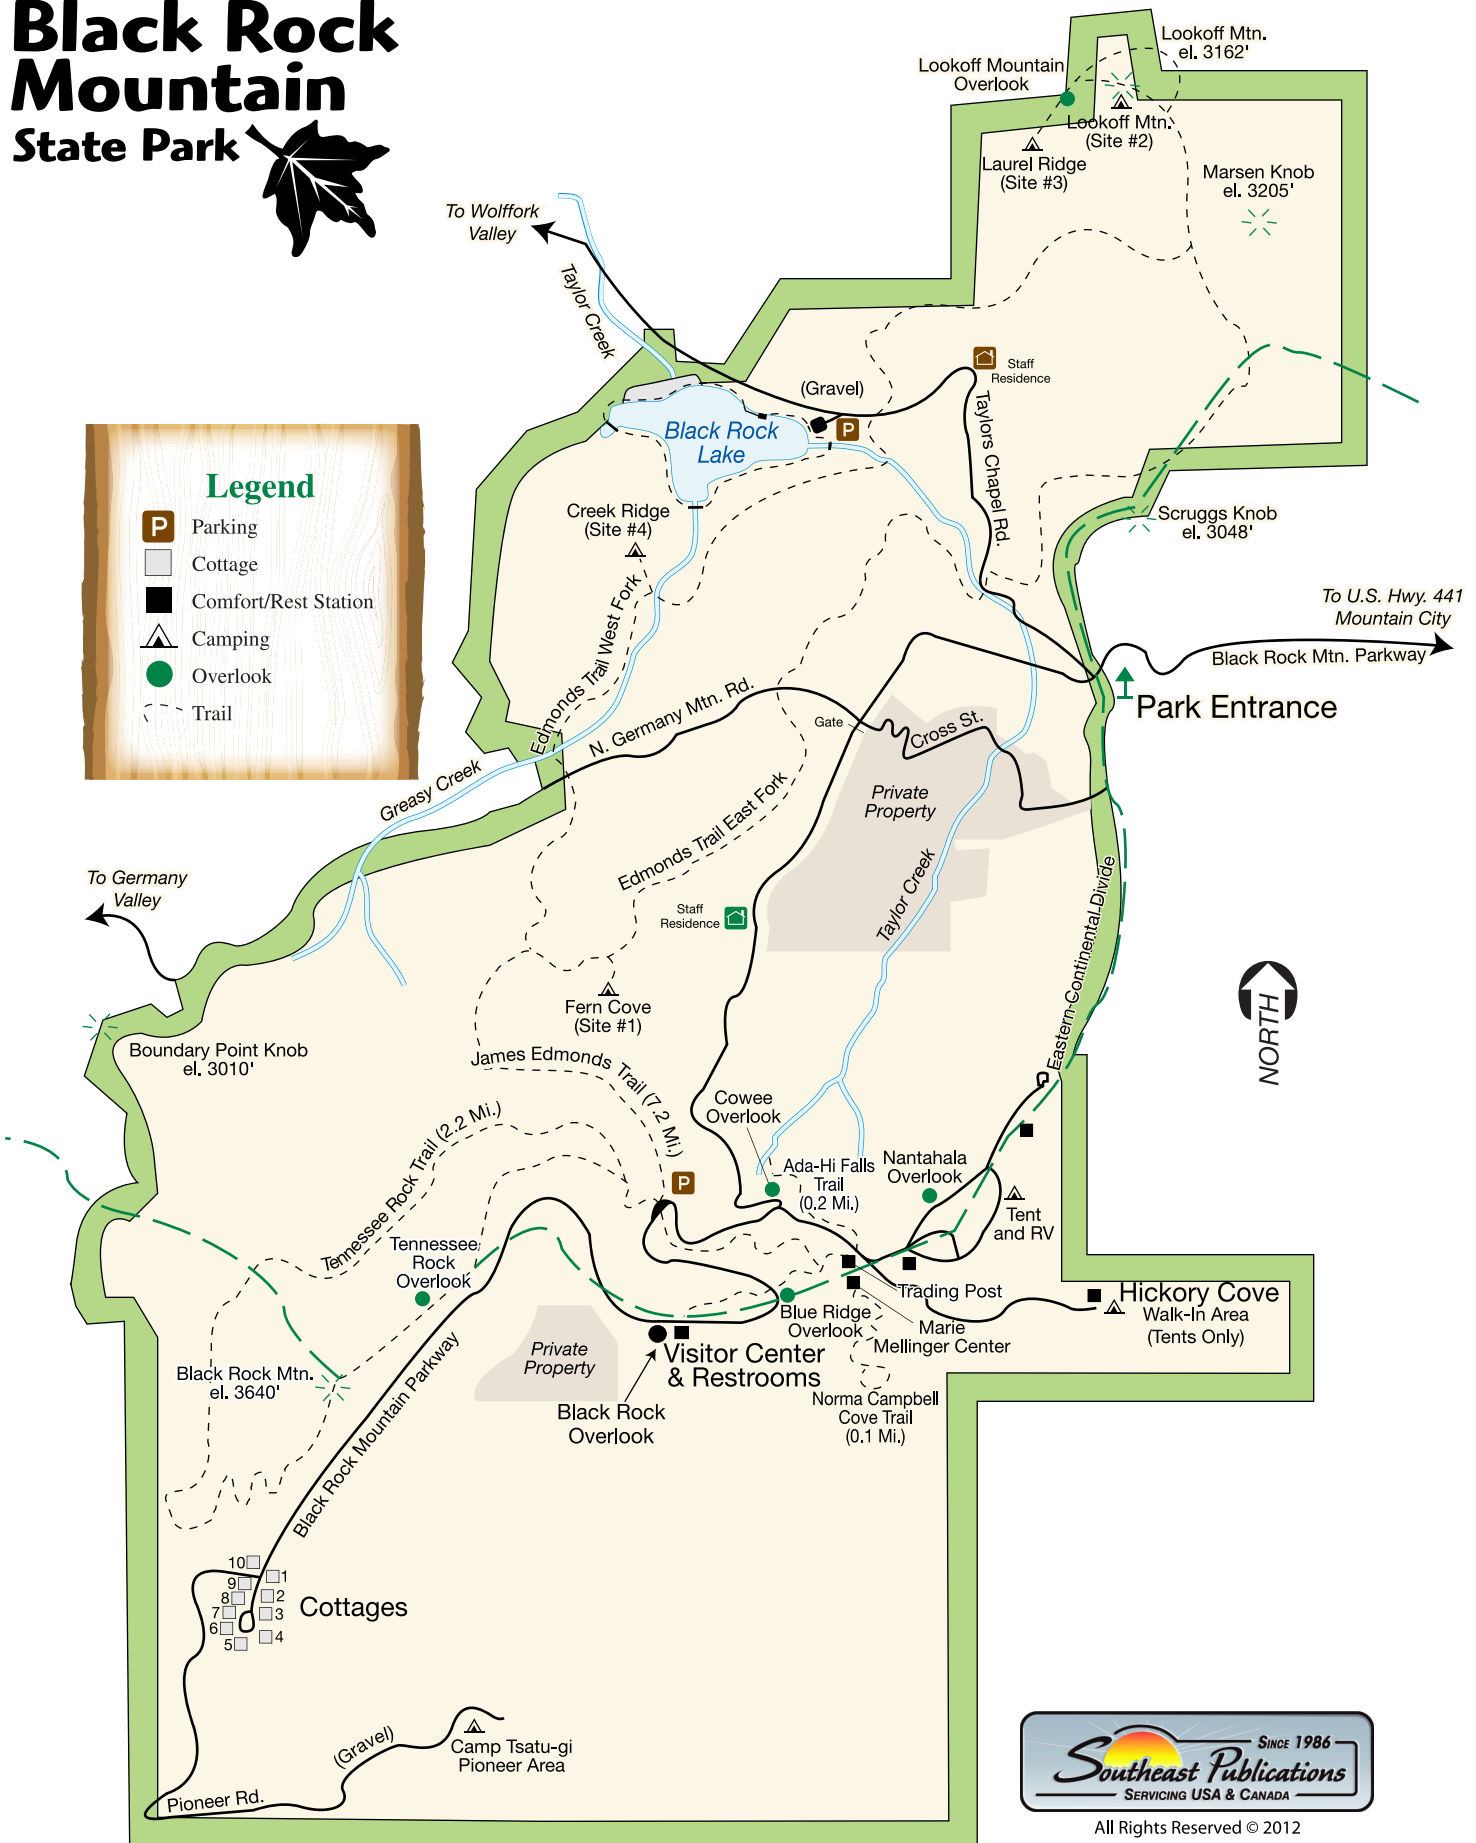 Black Rock
Mountain
State Park
Lookoff Mtn.
el. 3162'
Lookoff Mountain
Overlook
Lookoff Mtn.
(Site #2)
Laurel Ridge
(Site #3)
Marsen Knob
el. 3205'
To Wolffork
Valley
Taylor Creek
(Gravel)
Staff
Residence
P
Black Rock
Lake
Taylors Chapel Rd.
Legend
P Parking
Cottage
Comfort/Rest Station
Camping
Overlook
Trail
Creek Ridge
(Site #4)
Scruggs Knob
el. 3048'
To U.S. Hwy. 441
Mountain City
Black Rock Mtn. Parkway
Park Entrance
Edmonds Trail West Fork
N. Germany Mtn. Rd.
Gate
Cross St.
Greasy Creek
Private
Property
Edmonds Trail East Fork
Taylor Creek
To Germany
Valley
Staff
Residence
Eastern Continental Divide
Fern Cove
(Site #1)
NORTH
Boundary Point Knob
el. 3010'
James Edmonds Trail (7.2 Mi.)
Cowee
Overlook
Tennessee Rock Trail (2.2 Mi.)
P
Ada-Hi Falls
Trail
(0.2 Mi.)
Nantahala
Overlook
Tent
and RV
Tennessee
Rock
Overlook
Trading Post
Hickory Cove
Walk-In Area
(Tents Only)
Blue Ridge
Overlook
Marie
Mellinger Center
Private
Property
Visitor Center
& Restrooms
Black Rock Mtn.
el. 3640'
Black Rock
Overlook
Norma Campbell
Cove Trail
(0.1 Mi.)
Black Rock Mountain Parkway
10
1
9
2
8
3
7
6
4
5
Cottages
(Gravel)
Camp Tsatu-gi
Pioneer Area
Pioneer Rd.
Since 1986
Southeast Publications
Servicing USA & Canada
All Rights Reserved © 2012